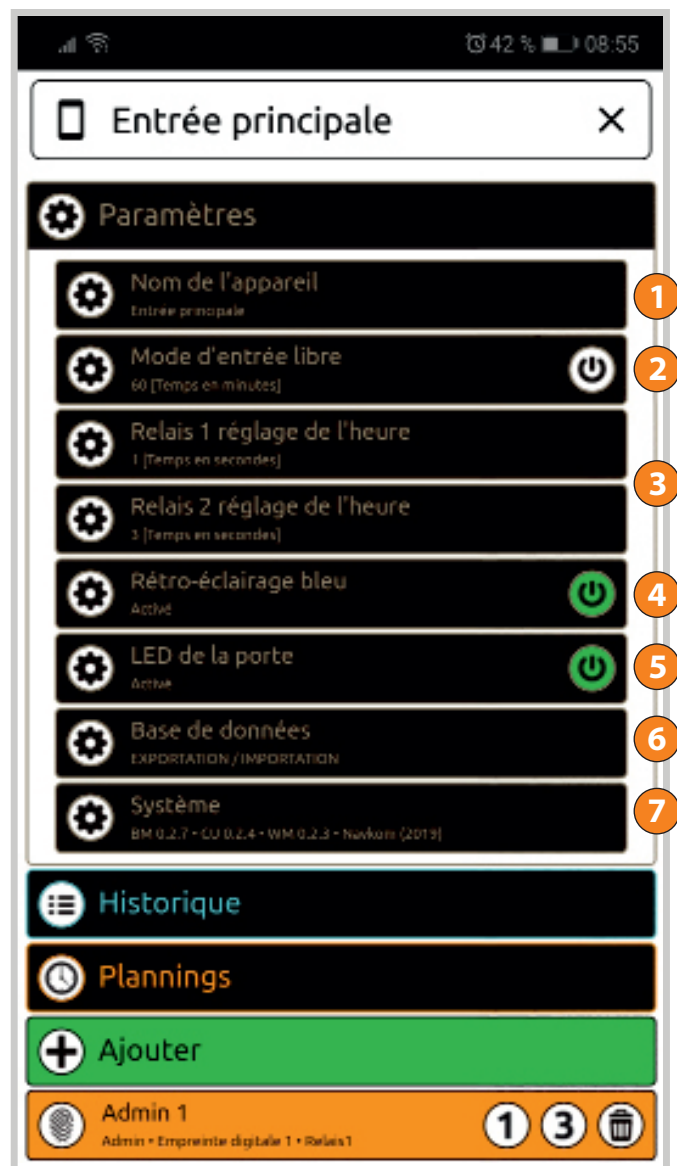 42 % 08:55
Entrée principale
Paramètres
Nom de l'appareil
Entrée principale
1
Mode d'entrée libre
60 [Temps en minutes]
2
Relais 1 réglage de l'heure
1 [Temps en secondes]
3
Relais 2 réglage de l'heure
3 [Temps en secondes]
Rétro-éclairage bleu
Activé
4
LED de la porte
Activé
5
Base de données
EXPORTATION / IMPORTATION
6
Système
BM 0.2.7 • CU 0.2.4 • WM 0.2.3 • Navkom (2019)
7
Historique
Plannings
Ajouter
Admin 1
Admin • Empreinte digitale 1 • Relais1
1 3